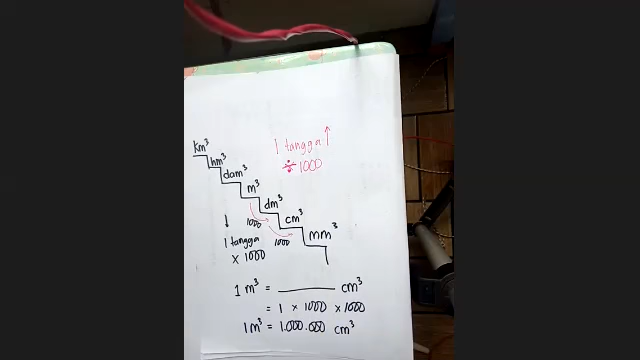 km³
hm³
dam³
m³
dm³
cm³
mm³
1 tangga ↑
÷ 1000
1000
1000
↓
1 tangga
x 1000
1 m³ = ________ cm³
= 1 x 1000 x 1000
1 m³ = 1.000.000 cm³